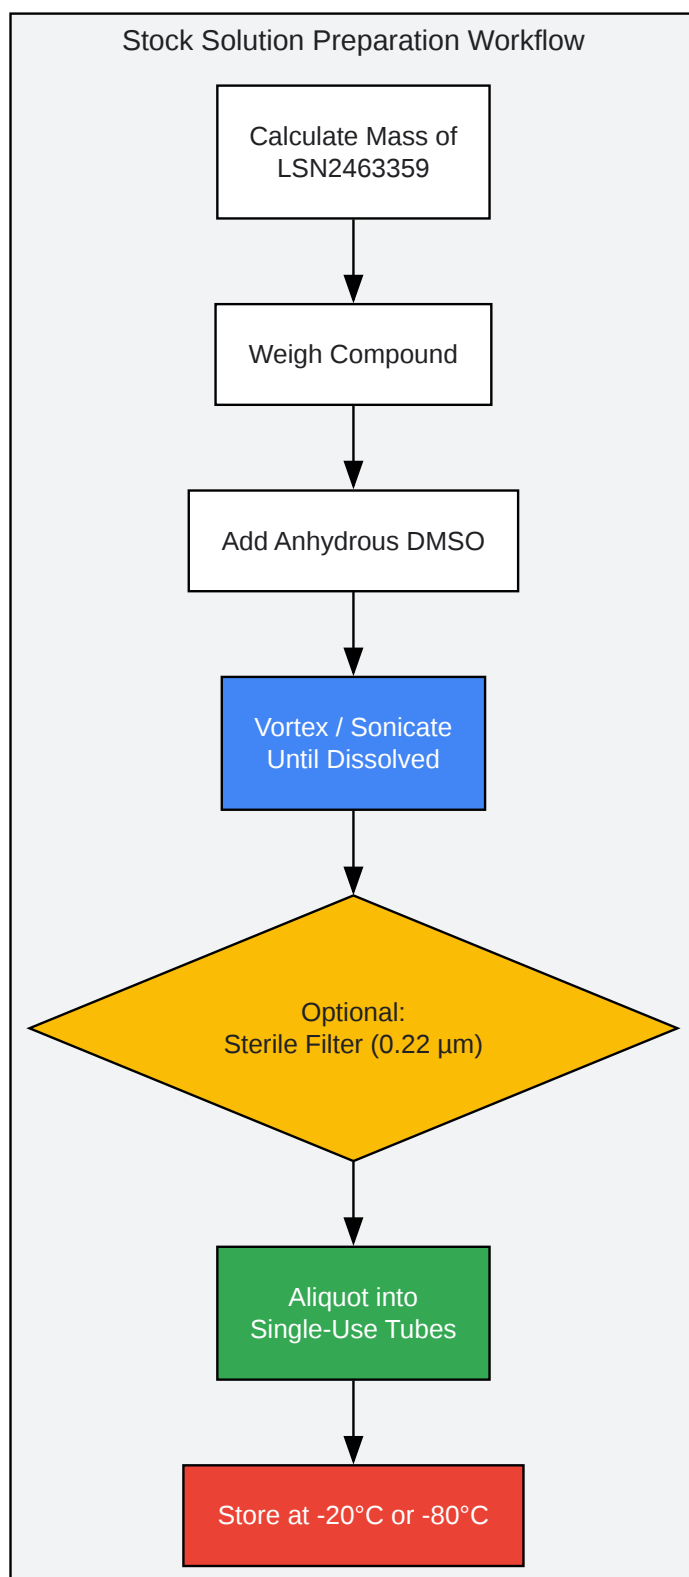 Stock Solution Preparation Workflow
Calculate Mass of
LSN2463359
Weigh Compound
Add Anhydrous DMSO
Vortex / Sonicate
Until Dissolved
Optional:
Sterile Filter (0.22 µm)
Aliquot into
Single-Use Tubes
Store at -20°C or -80°C